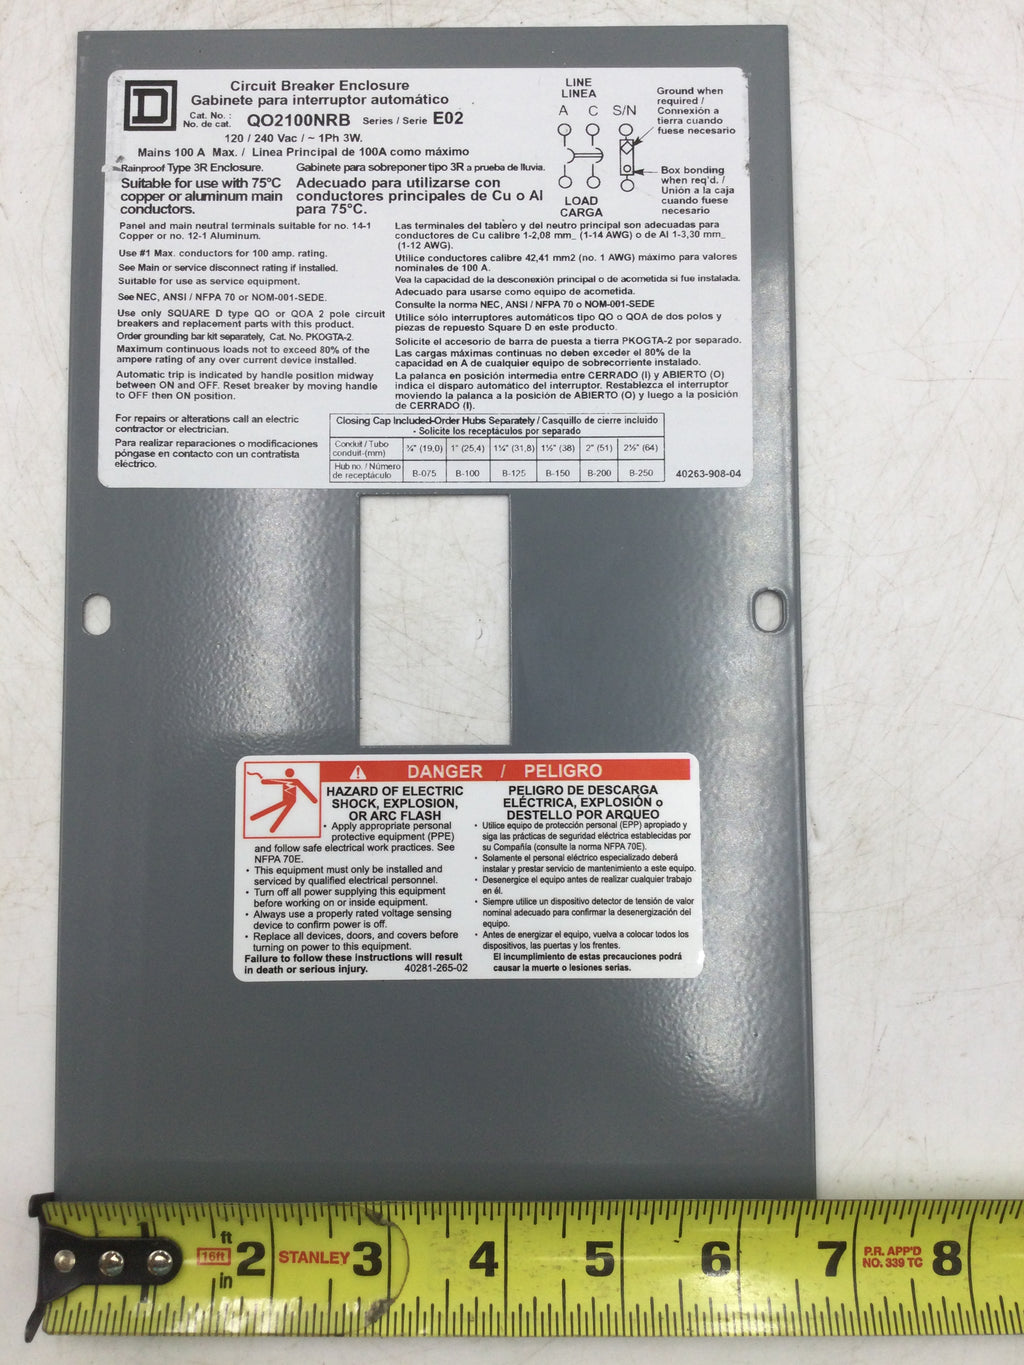 D
Circuit Breaker Enclosure
Gabinete para interruptor automático
Cat. No. :
No. de cat.
QO2100NRB Series / Serie E02
120 / 240 Vac / ~ 1Ph 3W.
Mains 100 A Max. / Linea Principal de 100A como máximo
Rainproof Type 3R Enclosure.
Suitable for use with 75°C
copper or aluminum main
conductors.
Gabinete para sobreponer tipo 3R a prueba de lluvia.
Adecuado para utilizarse con
conductores principales de Cu o Al
para 75°C.
LINE
LINEA
A C S/N
LOAD
CARGA
Ground when
required /
Connexión a
tierra cuando
fuese necesario
Box bonding
when req'd. /
Unión a la caja
cuando fuese
necesario
Panel and main neutral terminals suitable for no. 14-1
Copper or no. 12-1 Aluminum.
Use #1 Max. conductors for 100 amp. rating.
See Main or service disconnect rating if installed.
Suitable for use as service equipment.
See NEC, ANSI / NFPA 70 or NOM-001-SEDE.
Use only SQUARE D type QO or QOA 2 pole circuit
breakers and replacement parts with this product.
Order grounding bar kit separately, Cat. No. PKOGTA-2.
Maximum continuous loads not to exceed 80% of the
ampere rating of any over current device installed.
Automatic trip is indicated by handle position midway
between ON and OFF. Reset breaker by moving handle
to OFF then ON position.
For repairs or alterations call an electric
contractor or electrician.
Para realizar reparaciones o modificaciones
póngase en contacto con un contratista
eléctrico.
Las terminales del tablero y del neutro principal son adecuadas para
conductores de Cu calibre 1-2,08 mm_ (1-14 AWG) o de Al 1-3,30 mm_
(1-12 AWG).
Utilice conductores calibre 42,41 mm2 (no. 1 AWG) máximo para valores
nominales de 100 A.
Vea la capacidad de la desconexión principal o de acometida si fue instalada.
Adecuado para usarse como equipo de acometida.
Consulte la norma NEC, ANSI / NFPA 70 o NOM-001-SEDE
Utilice sólo interruptores automáticos tipo QO o QOA de dos polos y
piezas de repuesto Square D en este producto.
Solicite el accesorio de barra de puesta a tierra PKOGTA-2 por separado.
Las cargas máximas continuas no deben exceder el 80% de la
capacidad en A de cualquier equipo de sobrecorriente instalado.
La palanca en posición intermedia entre CERRADO (I) y ABIERTO (O)
indica el disparo automático del interruptor. Restablezca el interruptor
moviendo la palanca a la posición de ABIERTO (O) y luego a la posición
de CERRADO (I).
Closing Cap Included-Order Hubs Separately / Casquillo de cierre incluido
- Solicite los receptáculos por separado
Conduit / Tubo
conduit-(mm)
¾" (19,0) 1" (25,4) 1¼" (31,8) 1½" (38) 2" (51) 2½" (64)
Hub no. / Número
de receptáculo
B-075 B-100 B-125 B-150 B-200 B-250
40263-908-04
DANGER / PELIGRO
HAZARD OF ELECTRIC
SHOCK, EXPLOSION,
OR ARC FLASH
• Apply appropriate personal
protective equipment (PPE)
and follow safe electrical work practices. See
NFPA 70E.
• This equipment must only be installed and
serviced by qualified electrical personnel.
• Turn off all power supplying this equipment
before working on or inside equipment.
• Always use a properly rated voltage sensing
device to confirm power is off.
• Replace all devices, doors, and covers before
turning on power to this equipment.
Failure to follow these Instructions will result
in death or serious injury. 40281-265-02
PELIGRO DE DESCARGA
ELÉCTRICA, EXPLOSIÓN o
DESTELLO POR ARQUEO
• Utilice equipo de protección personal (EPP) apropiado y
siga las prácticas de seguridad eléctrica establecidas por
su Compañía (consulte la norma NFPA 70E).
• Solamente el personal eléctrico especializado deberá
instalar y prestar servicio de mantenimiento a este equipo.
• Desenergice el equipo antes de realizar cualquier trabajo
en él.
• Siempre utilice un dispositivo detector de tensión de valor
nominal adecuado para confirmar la desenergización del
equipo.
• Antes de energizar el equipo, vuelva a colocar todos los
dispositivos, las puertas y los frentes.
El incumplimiento de estas precauciones podrá
causar la muerte o lesiones serias.
ft
16ft
in
2 STANLEY 3 4 5 6 7 P.R. APP'D
NO. 339 TC 8